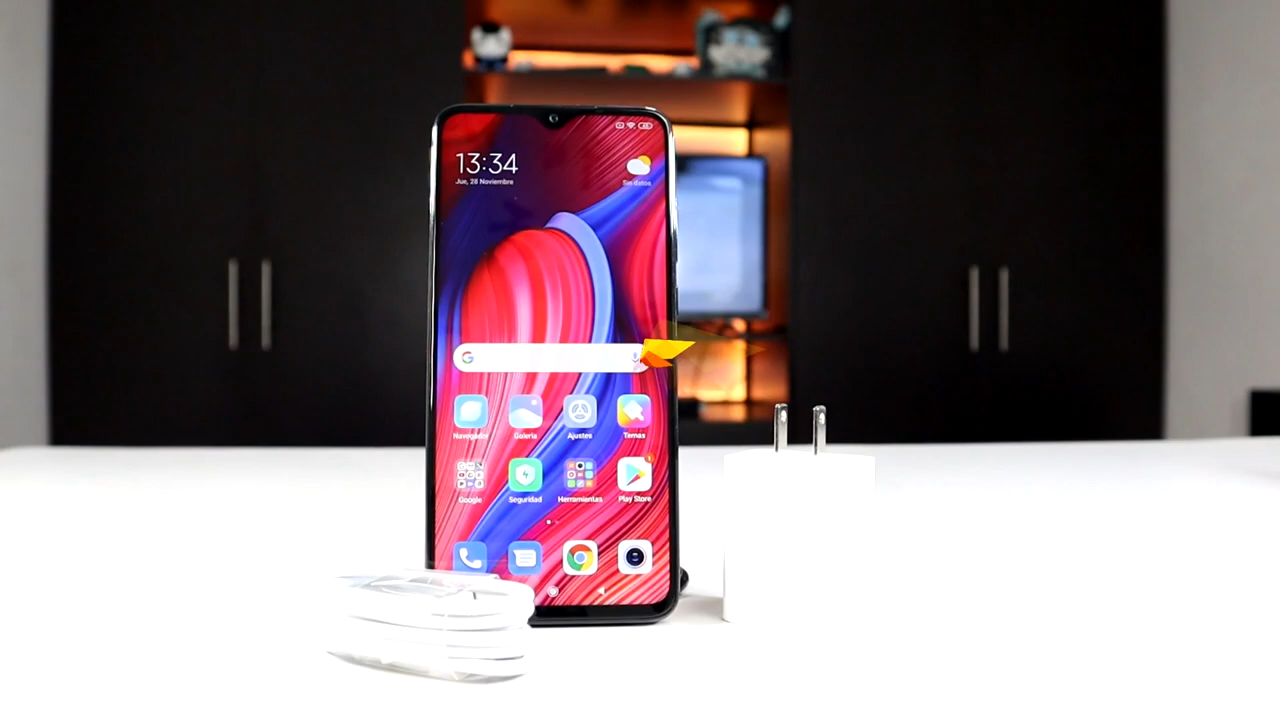 13:34
Jue, 28 Noviembre
Sin datos
Navegador
Galería
Ajustes
Temas
Google
Seguridad
Herramientas
Play Store